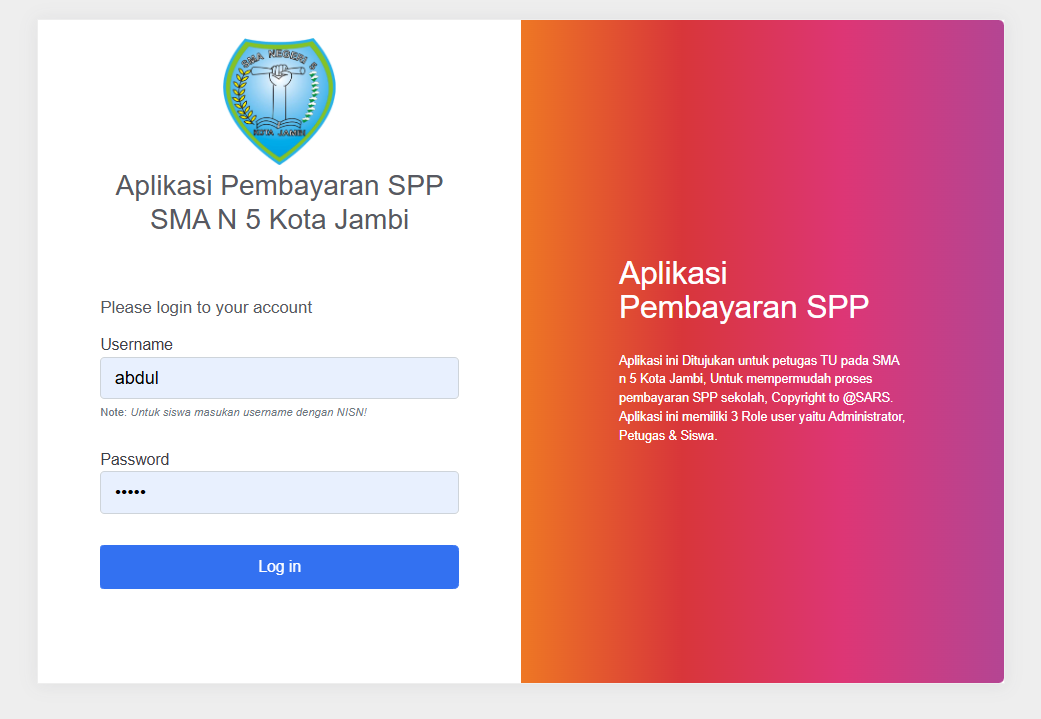 SMA NEGERI 5
KOTA JAMBI
Aplikasi Pembayaran SPP
SMA N 5 Kota Jambi
Please login to your account
Username
abdul
Note: Untuk siswa masukan username dengan NISN!
Password
•••••
Log in
Aplikasi
Pembayaran SPP
Aplikasi ini Ditujukan untuk petugas TU pada SMA
n 5 Kota Jambi, Untuk mempermudah proses
pembayaran SPP sekolah, Copyright to @SARS.
Aplikasi ini memiliki 3 Role user yaitu Administrator,
Petugas & Siswa.